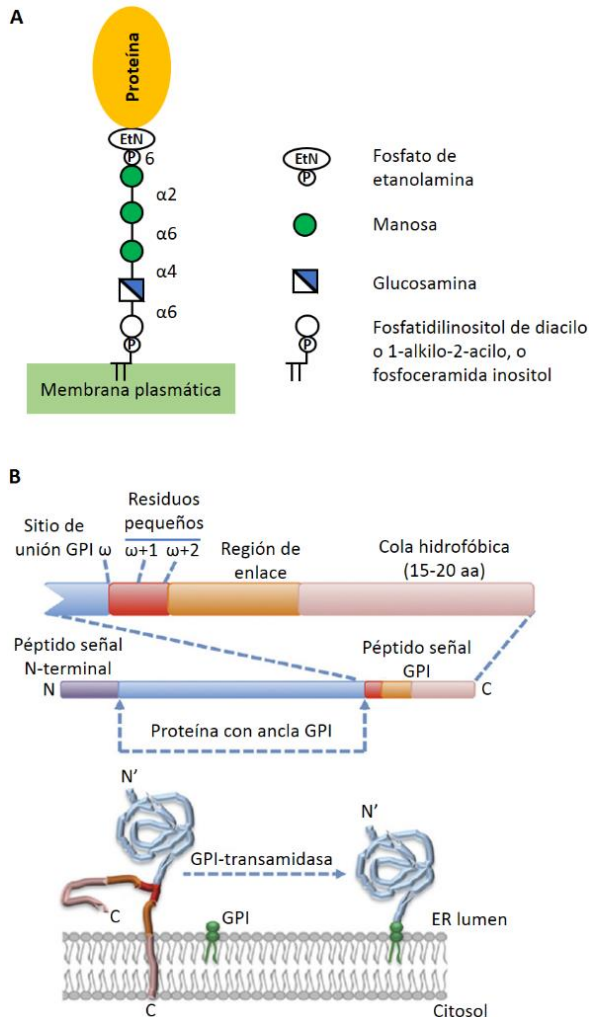 A
Proteína
EtN
P 6
α2
α6
α4
α6
P
Membrana plasmática
EtN
P
Fosfato de
etanolamina
Manosa
Glucosamina
P
Fosfatidilinositol de diacilo
o 1-alkilo-2-acilo, o
fosfoceramida inositol
B
Sitio de
unión GPI ω
Residuos
pequeños
ω+1 ω+2
Región de
enlace
Cola hidrofóbica
(15-20 aa)
Péptido señal
N-terminal
Péptido señal
GPI
N
C
Proteína con ancla GPI
N'
N'
GPI-transamidasa
C
GPI
ER lumen
C
Citosol